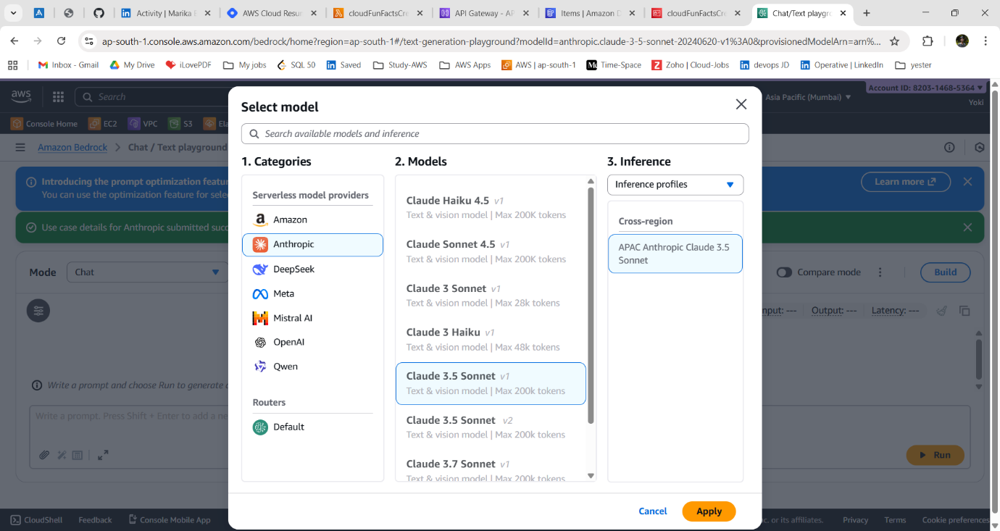 Activity | Marika E
AWS Cloud Resur
cloudFunFactsCre
API Gateway - AP
Items | Amazon D
cloudFunFactsCre
Chat/Text playgro
ap-south-1.console.aws.amazon.com/bedrock/home?region=ap-south-1#/text-generation-playground?modelId=anthropic.claude-3-5-sonnet-20240620-v1%3A0&provisionedModelArn=arn%...
Inbox - Gmail
My Drive
iLovePDF
My jobs
SQL 50
Saved
Study-AWS
AWS Apps
AWS | ap-south-1
Time-Space
Zoho | Cloud-Jobs
devops JD
Operative | LinkedIn
yester
aws
Search
Asia Pacific (Mumbai)
Account ID: 8203-1468-5364
Yoki
Console Home
EC2
VPC
S3
Ela
Amazon Bedrock
Chat / Text playground
Introducing the prompt optimization featur
You can use the optimization feature for selec
Learn more
Use case details for Anthropic submitted succ
Mode
Chat
Compare mode
Build
nput: ---
Output: ---
Latency: ---
Write a prompt and choose Run to generate a
Write a prompt. Press Shift + Enter to add a ne
Run
Select model
Search available models and inference
1. Categories
Serverless model providers
Amazon
Anthropic
DeepSeek
Meta
Mistral AI
OpenAI
Qwen
Routers
Default
2. Models
Claude Haiku 4.5 v1
Text & vision model | Max 200K tokens
Claude Sonnet 4.5 v1
Text & vision model | Max 200K tokens
Claude 3 Sonnet v1
Text & vision model | Max 28k tokens
Claude 3 Haiku v1
Text & vision model | Max 48k tokens
Claude 3.5 Sonnet v1
Text & vision model | Max 200k tokens
Claude 3.5 Sonnet v2
Text & vision model | Max 200k tokens
Claude 3.7 Sonnet v1
Text & vision model | Max 200k tokens
3. Inference
Inference profiles
Cross-region
APAC Anthropic Claude 3.5
Sonnet
Cancel
Apply
CloudShell
Feedback
Console Mobile App
c. or its affiliates.
Privacy
Terms
Cookie preferences